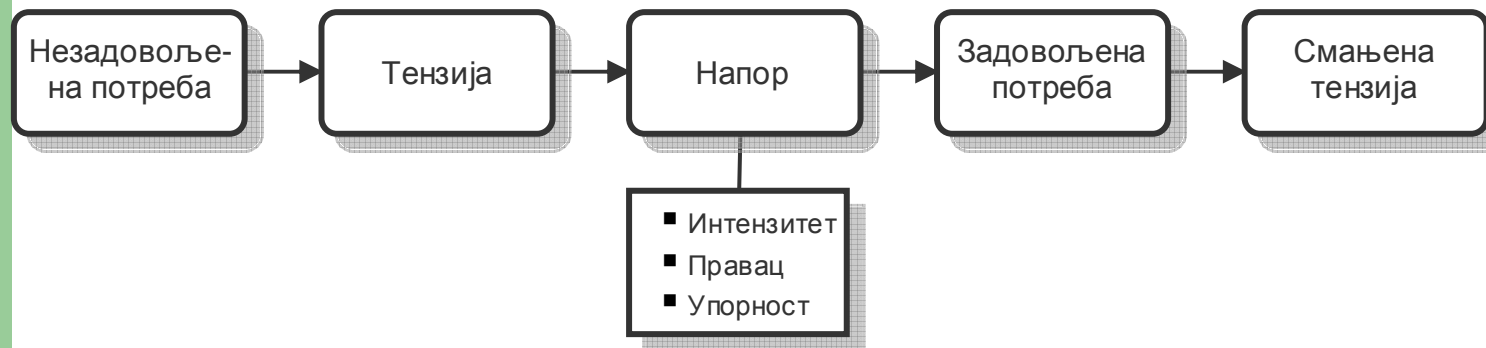 Незадовоље-
на потреба
Тензија
Напор
Задовољена
потреба
Смањена
тензија
▪ Интензитет
▪ Правац
▪ Упорност